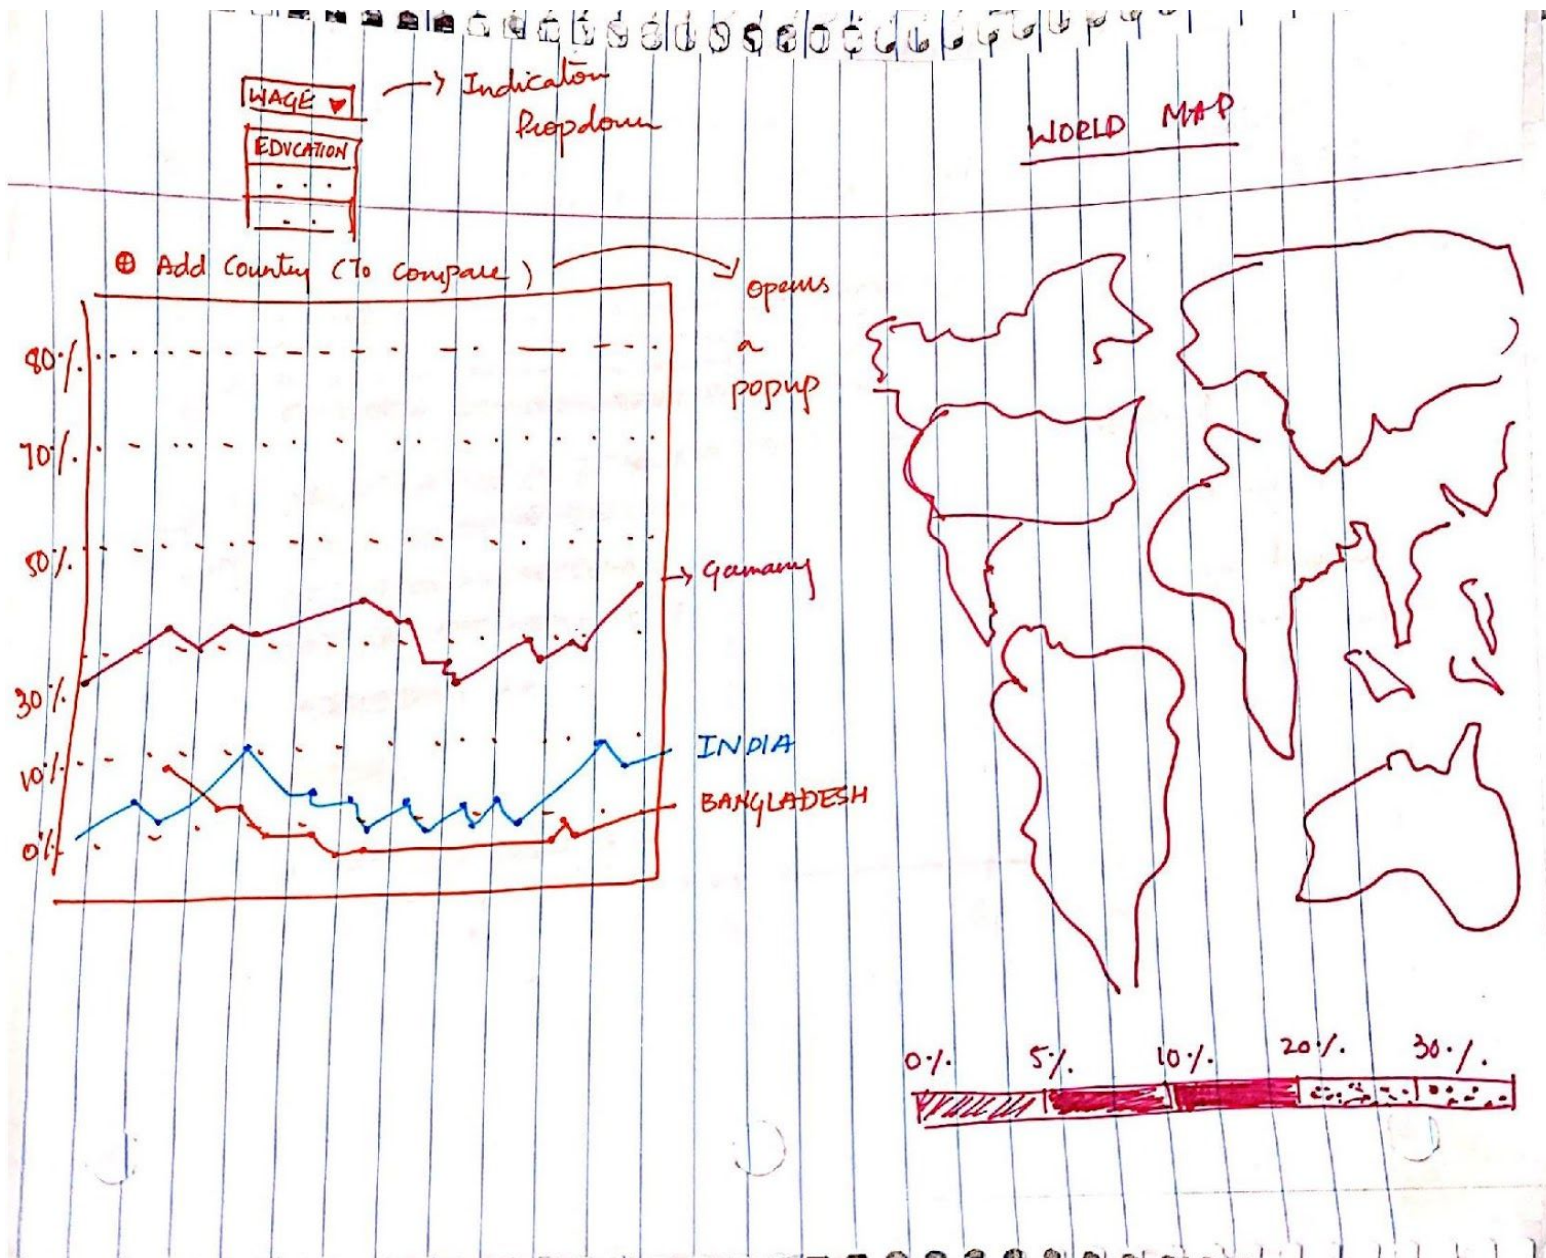 WAGE
→ Indicator
Dropdown
EDUCATION
. . .
- . .
⊕ Add Country (To Compare)
opens
a
popup
80%
70%
50%
30%
10%
0%
→ Gemany
INDIA
BANGLADESH
WORLD MAP
0% 5% 10% 20% 30%